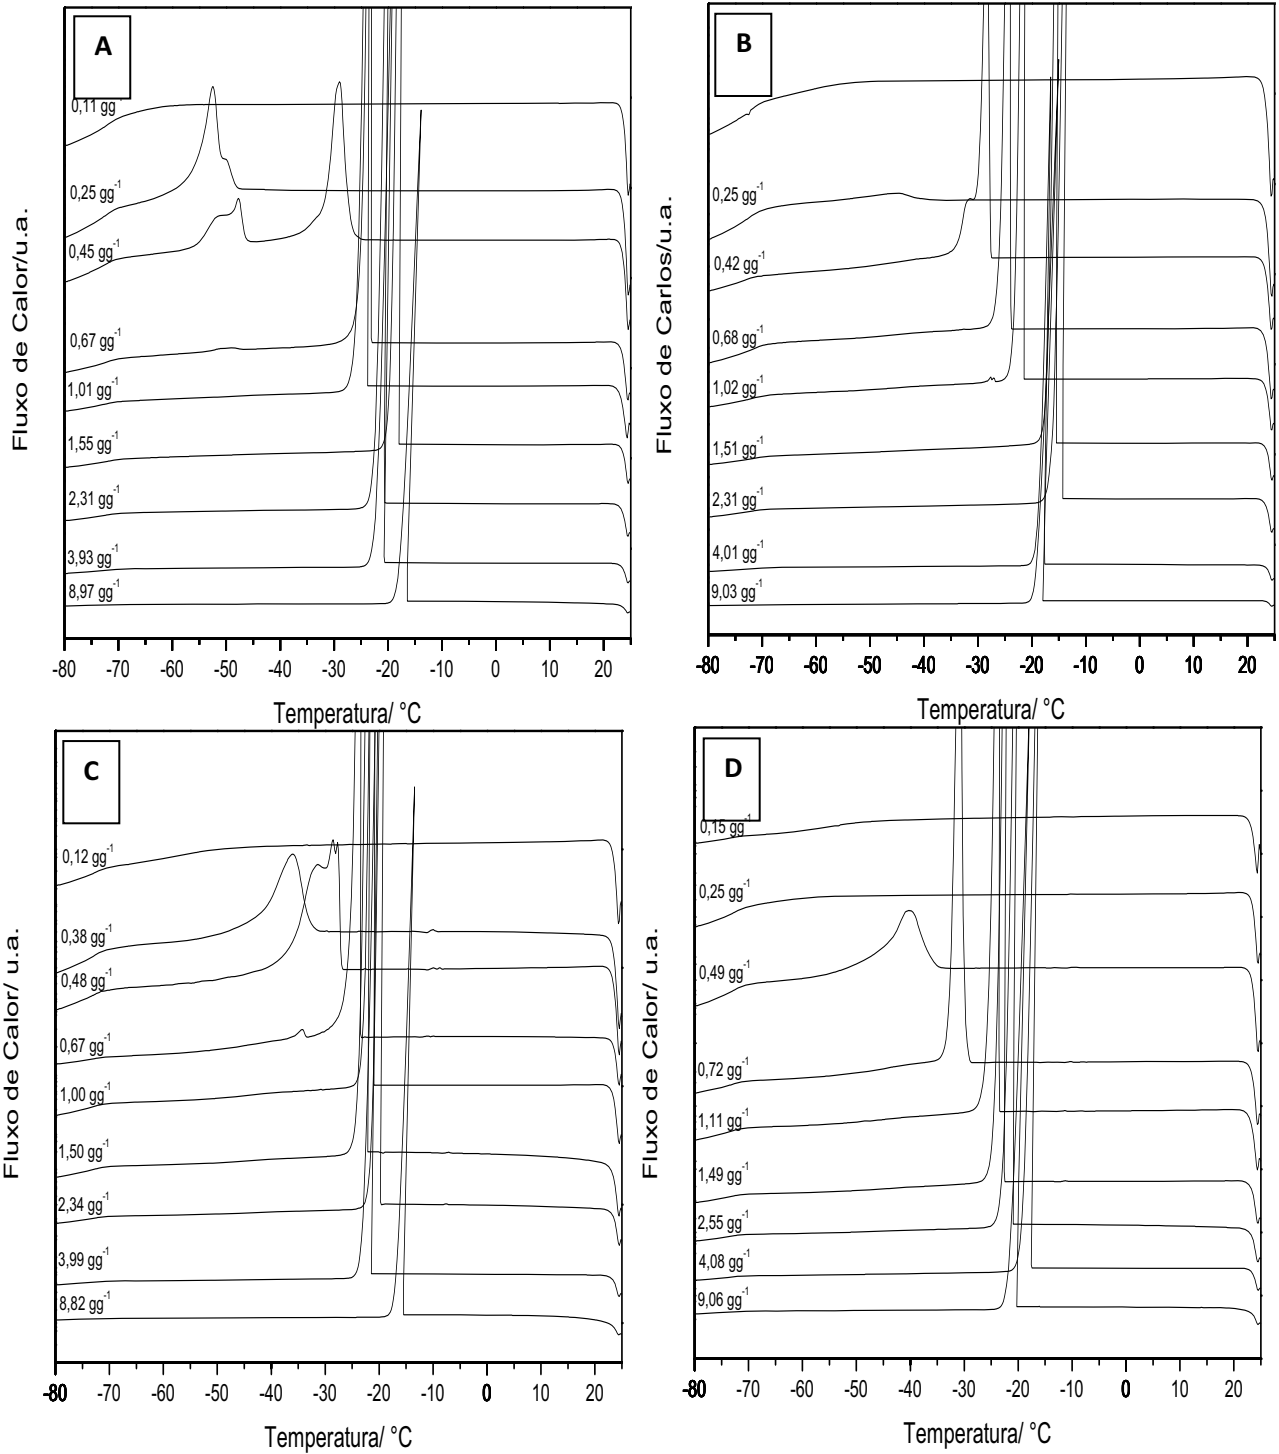 A
Fluxo de Calor/u.a.
0,11 gg
0,25 gg-1
0,45 gg-1
0,67 gg-1
1,01 gg-1
1,55 gg-1
2,31 gg-1
3,93 gg-1
8,97 gg-1
-80 -70 -60 -50 -40 -30 -20 -10 0 10 20
Temperatura/ °C
B
Fluxo de Carlos/u.a.
0,25 gg-1
0,42 gg-1
0,68 gg-1
1,02 gg-1
1,51 gg-1
2,31 gg-1
4,01 gg-1
9,03 gg-1
-80 -70 -60 -50 -40 -30 -20 -10 0 10 20
Temperatura/ °C
C
Fluxo de Calor/ u.a.
0,12 gg-1
0,38 gg-1
0,48 gg-1
0,67 gg-1
1,00 gg-1
1,50 gg-1
2,34 gg-1
3,99 gg-1
8,82 gg-1
-80 -70 -60 -50 -40 -30 -20 -10 0 10 20
Temperatura/ °C
D
Fluxo de Calor/ u.a.
0,15 gg-1
0,25 gg-1
0,49 gg-1
0,72 gg-1
1,11 gg-1
1,49 gg-1
2,55 gg-1
4,08 gg-1
9,06 gg-1
-80 -70 -60 -50 -40 -30 -20 -10 0 10 20
Temperatura/ °C